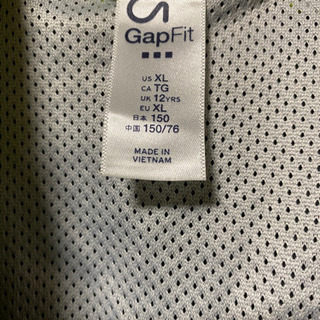 GapFit
US XL
CA TG
UK 12YRS
EU XL
日本 150
中国 150/76
MADE IN
VIETNAM